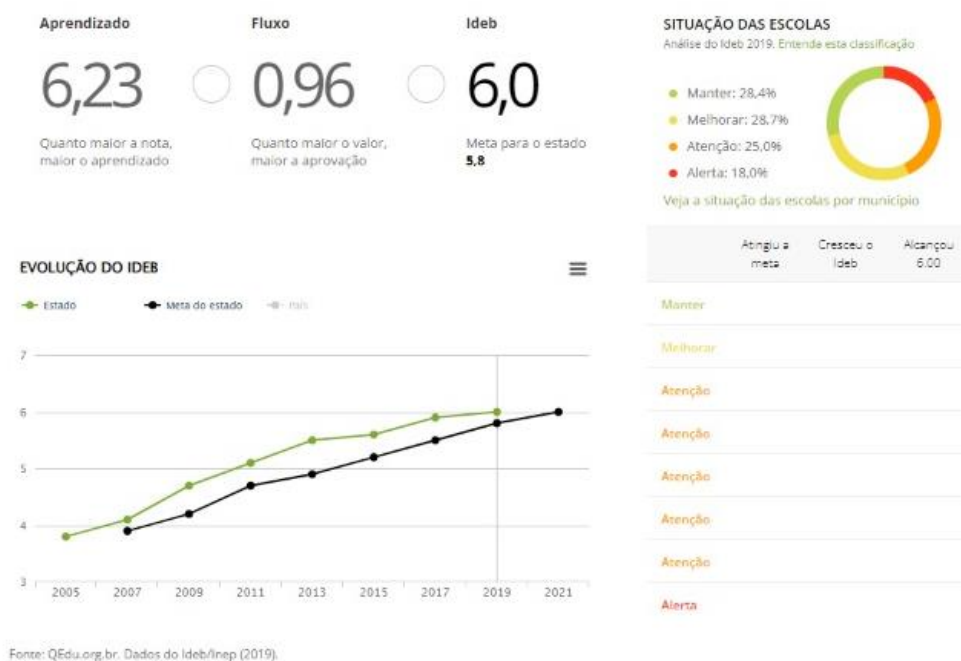 Aprendizado
Fluxo
Ideb
6,23
0,96
6,0
Quanto maior a nota,
maior o aprendizado
Quanto maior o valor,
maior a aprovação
Meta para o estado
5,8
SITUAÇÃO DAS ESCOLAS
Análise do Ideb 2019. Entenda esta classificação
Manter: 28,4%
Melhorar: 28,7%
Atenção: 25,0%
Alerta: 18,0%
Veja a situação das escolas por município
Atingiu a
meta
Cresceu o
Ideb
Alcançou
6.00
Manter
Melhorar
Atenção
Atenção
Atenção
Atenção
Atenção
Alerta
EVOLUÇÃO DO IDEB
Estado
Meta do estado
País
7
6
5
4
3
2005 2007 2009 2011 2013 2015 2017 2019 2021
Fonte: QEdu.org.br. Dados do Ideb/Inep (2019).